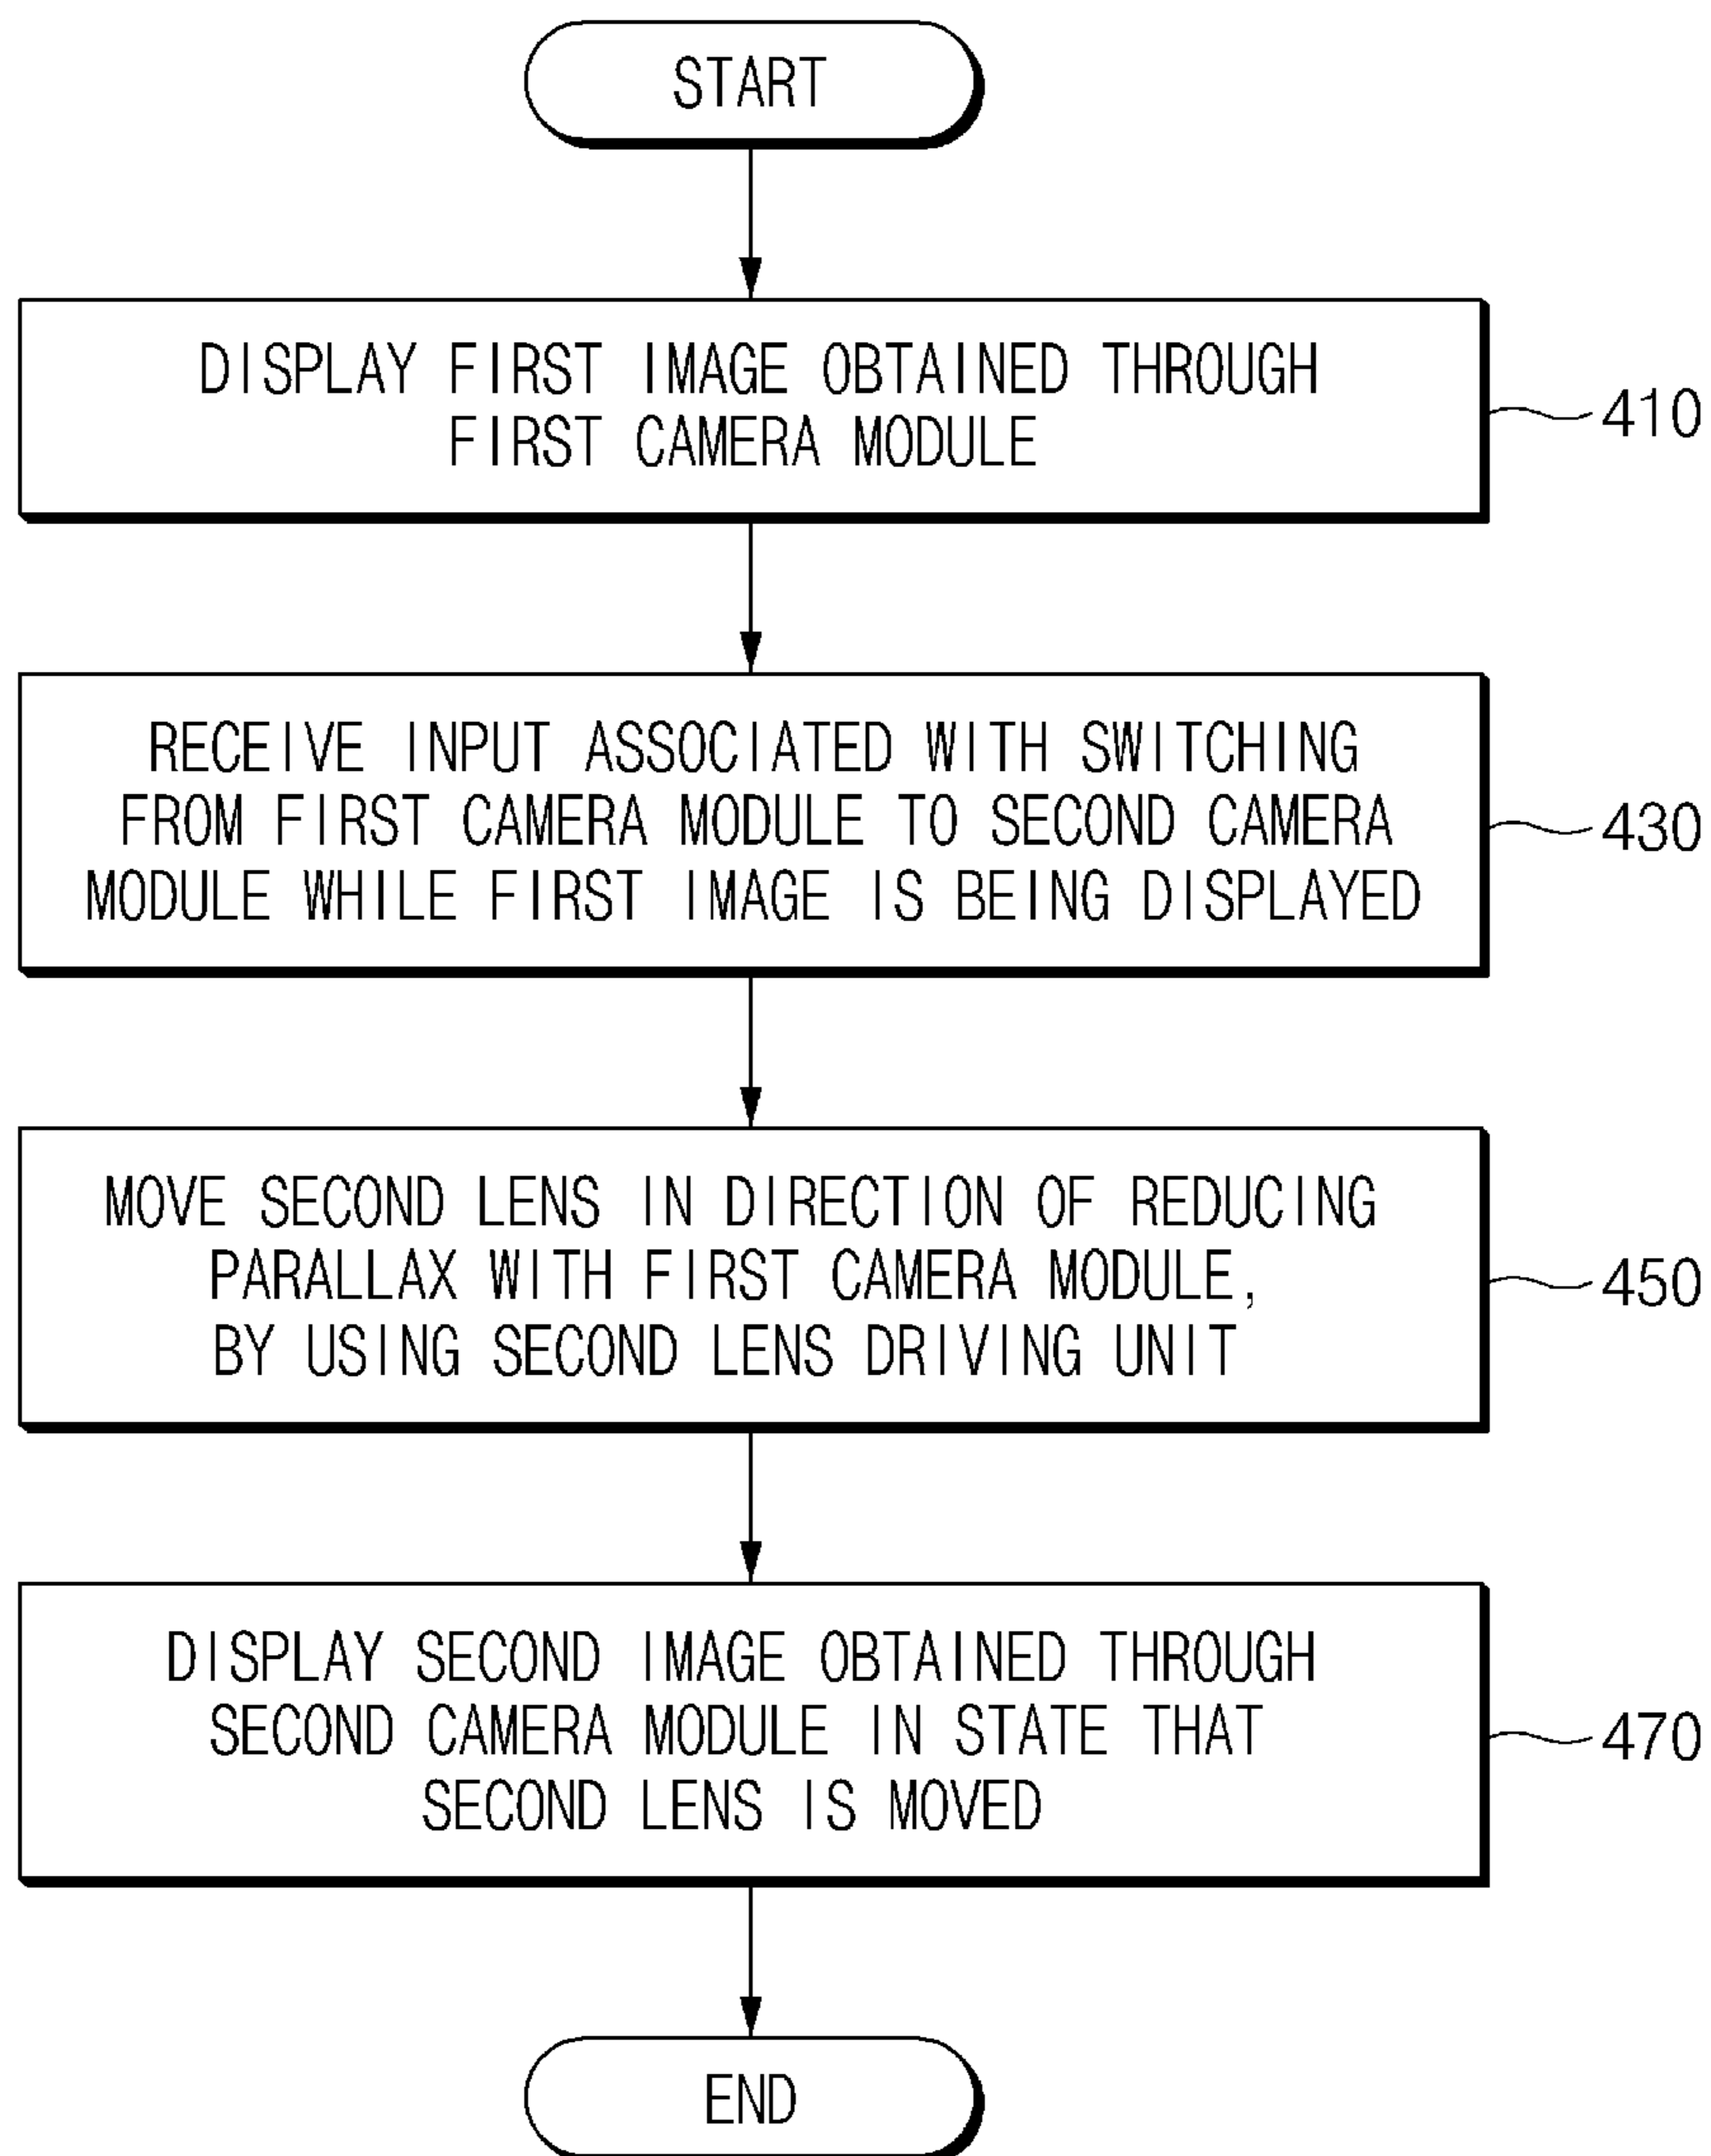 START
DISPLAY FIRST IMAGE OBTAINED THROUGH
FIRST CAMERA MODULE
410
RECEIVE INPUT ASSOCIATED WITH SWITCHING
FROM FIRST CAMERA MODULE TO SECOND CAMERA
MODULE WHILE FIRST IMAGE IS BEING DISPLAYED
430
MOVE SECOND LENS IN DIRECTION OF REDUCING
PARALLAX WITH FIRST CAMERA MODULE,
BY USING SECOND LENS DRIVING UNIT
450
DISPLAY SECOND IMAGE OBTAINED THROUGH
SECOND CAMERA MODULE IN STATE THAT
SECOND LENS IS MOVED
470
END